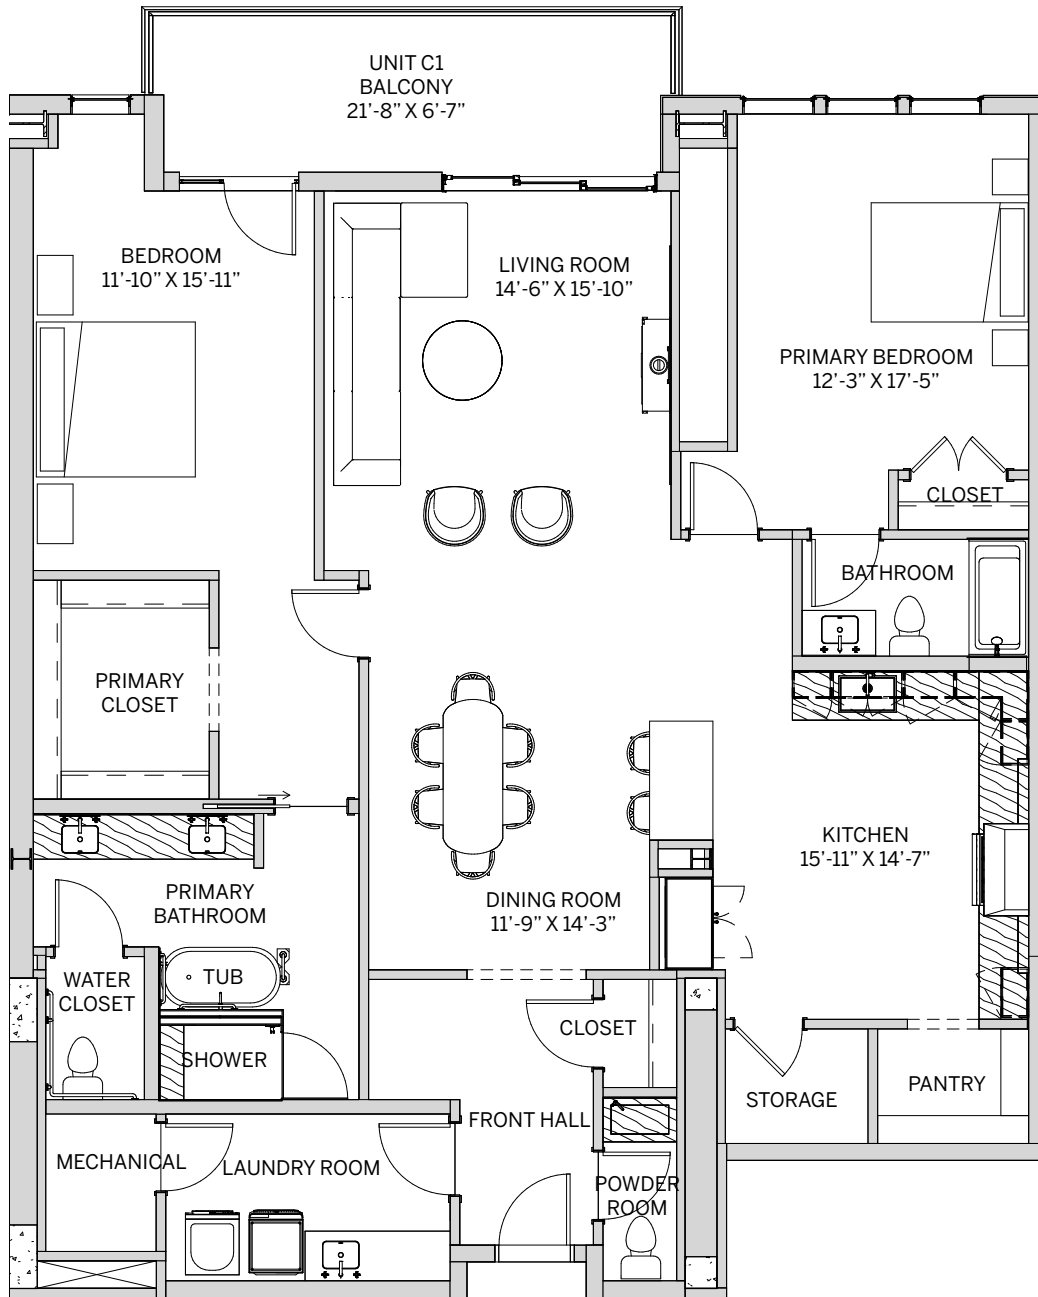 UNIT C1
BALCONY
21'-8" X 6'-7"
BEDROOM
11'-10" X 15'-11"
LIVING ROOM
14'-6" X 15'-10"
PRIMARY BEDROOM
12'-3" X 17'-5"
CLOSET
BATHROOM
PRIMARY
CLOSET
KITCHEN
15'-11" X 14'-7"
PRIMARY
BATHROOM
DINING ROOM
11'-9" X 14'-3"
WATER
CLOSET
TUB
CLOSET
SHOWER
STORAGE
PANTRY
FRONT HALL
MECHANICAL
LAUNDRY ROOM
POWDER
ROOM